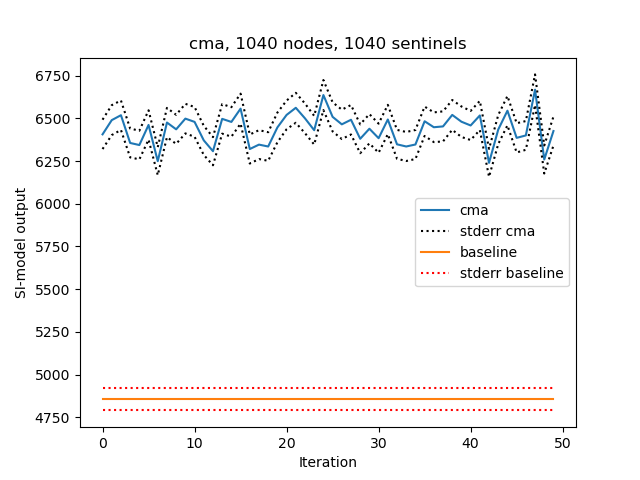 cma, 1040 nodes, 1040 sentinels
SI-model output
6750
6500
6250
6000
5750
5500
5250
5000
4750
cma
stderr cma
baseline
stderr baseline
0
10
20
30
40
50
Iteration